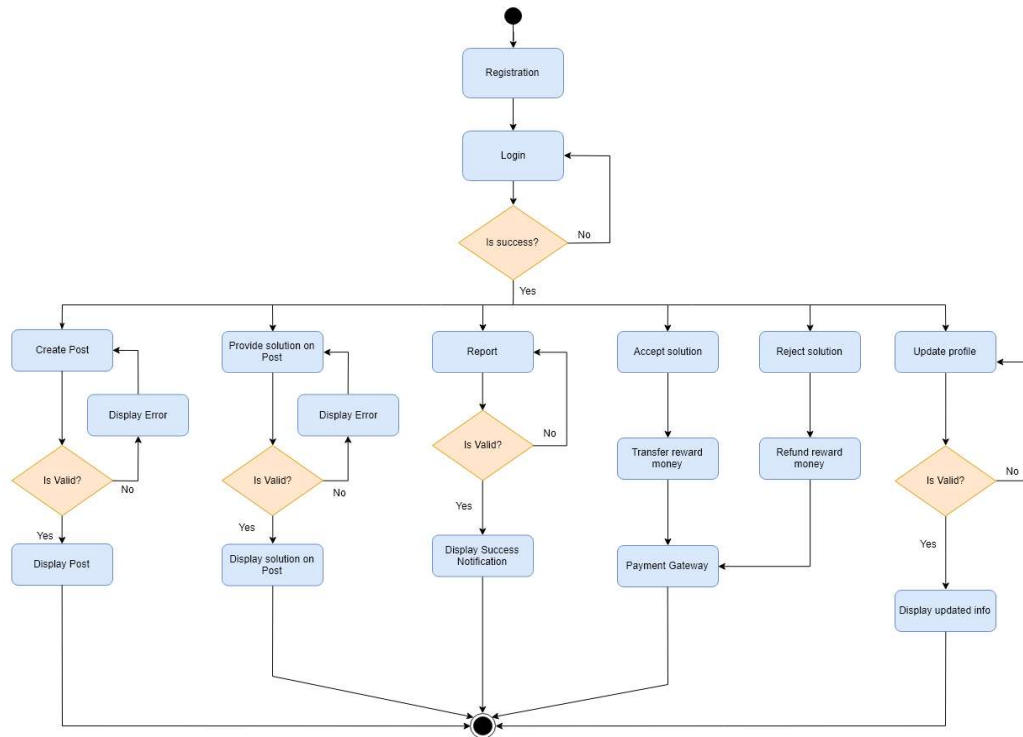 Registration
Login
Is success?
No
Yes
Create Post
Provide solution on
Post
Report
Accept solution
Reject solution
Update profile
Display Error
Display Error
Is Valid?
No
Is Valid?
No
Is Valid?
No
Transfer reward
money
Refund reward
money
Is Valid?
No
Yes
Yes
Yes
Yes
Display Post
Display solution on
Post
Display Success
Notification
Payment Gateway
Display updated info